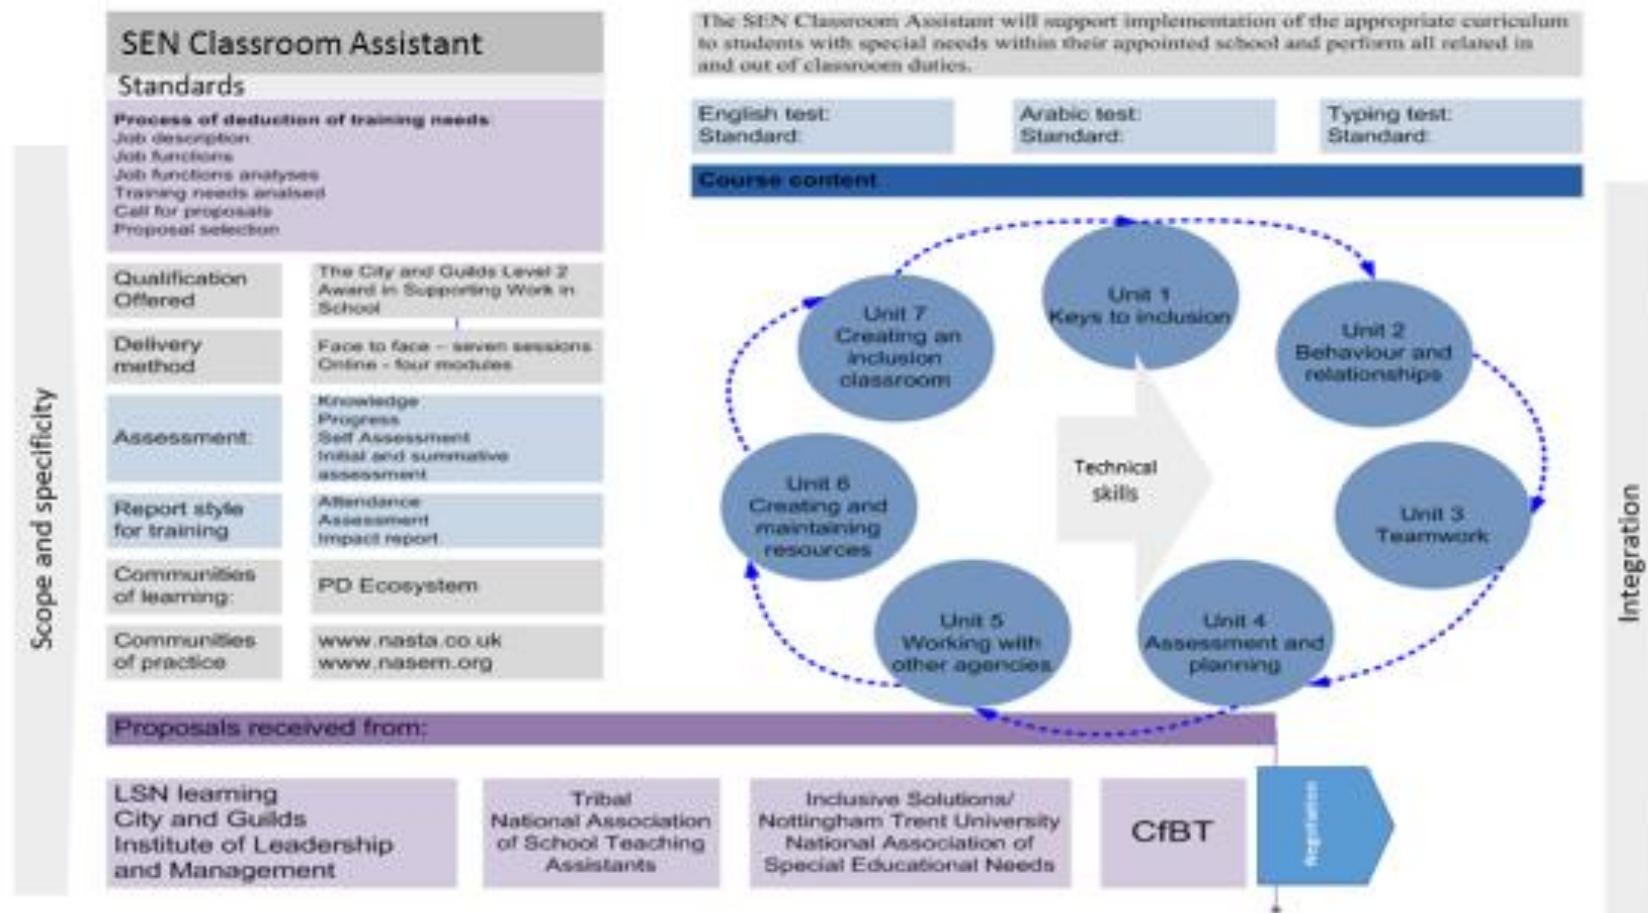 SEN Classroom Assistant
Standards
Process of deduction of training needs
Job description
Job functions
Job functions analyses
Training needs analsed
Call for proposals
Proposal selection
Qualification
Offered
The City and Guilds Level 2
Award in Supporting Work in
School
Delivery
method
Face to face – seven sessions
Online - four modules
Assessment:
Knowledge
Progress
Self Assessment
Initial and summative
assessment
Report style
for training
Attendance
Assessment
Impact report
Communities
of learning:
PD Ecosystem
Communities
of practice
www.nasta.co.uk
www.nasem.org
Scope and specificity
The SEN Classroom Assistant will support implementation of the appropriate curriculum
to students with special needs within their appointed school and perform all related in
and out of classroom duties.
English test:
Standard:
Arabic test:
Standard:
Typing test:
Standard:
Course content
Unit 1
Keys to inclusion
Unit 2
Behaviour and
relationships
Unit 3
Teamwork
Unit 4
Assessment and
planning
Unit 5
Working with
other agencies
Unit 6
Creating and
maintaining
resources
Unit 7
Creating an
inclusion
classroom
Technical
skills
Integration
Proposals received from:
LSN learning
City and Guilds
Institute of Leadership
and Management
Tribal
National Association
of School Teaching
Assistants
Inclusive Solutions/
Nottingham Trent University
National Association of
Special Educational Needs
CfBT
Negotiation